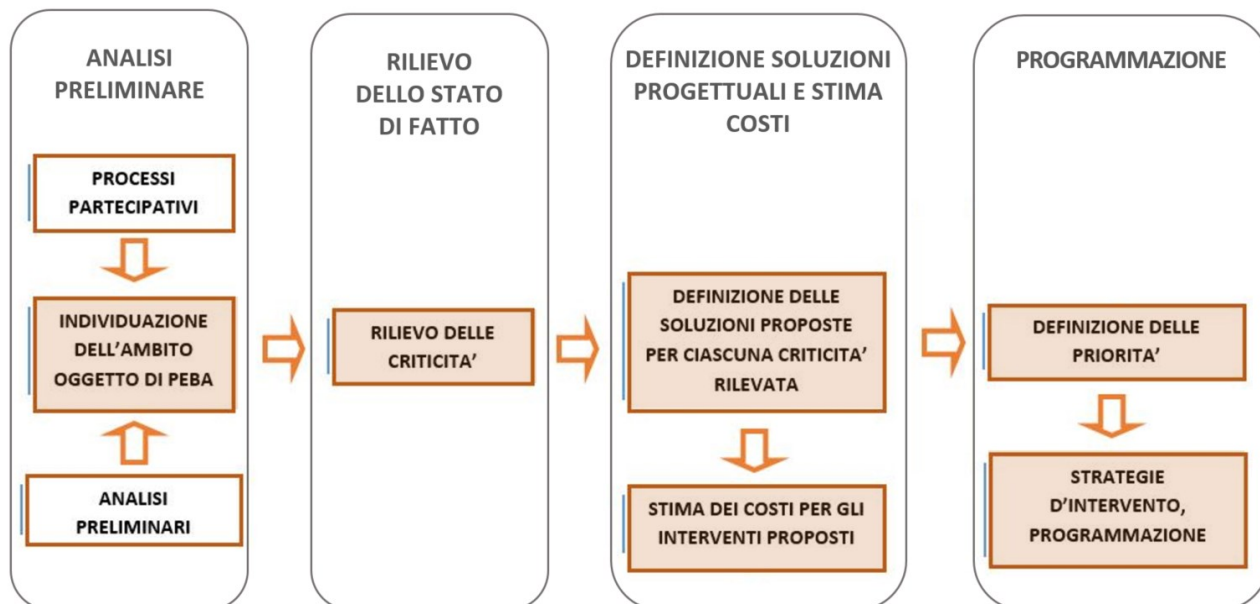 ANALISI
PRELIMINARE
PROCESSI
PARTECIPATIVI
INDIVIDUAZIONE
DELL'AMBITO
OGGETTO DI PEBA
ANALISI
PRELIMINARI
RILIEVO
DELLO STATO
DI FATTO
RILIEVO DELLE
CRITICITA'
DEFINIZIONE SOLUZIONI
PROGETTUALI E STIMA
COSTI
DEFINIZIONE DELLE
SOLUZIONI PROPOSTE
PER CIASCUNA CRITICITA'
RILEVATA
STIMA DEI COSTI PER GLI
INTERVENTI PROPOSTI
PROGRAMMAZIONE
DEFINIZIONE DELLE
PRIORITA'
STRATEGIE
D'INTERVENTO,
PROGRAMMAZIONE